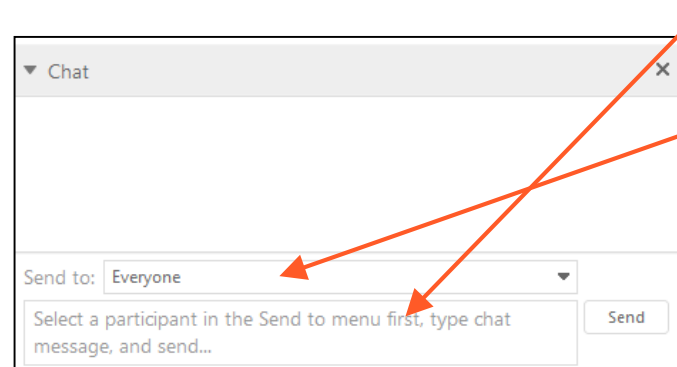 Chat
Send to: Everyone
Select a participant in the Send to menu first, type chat
message, and send...
Send